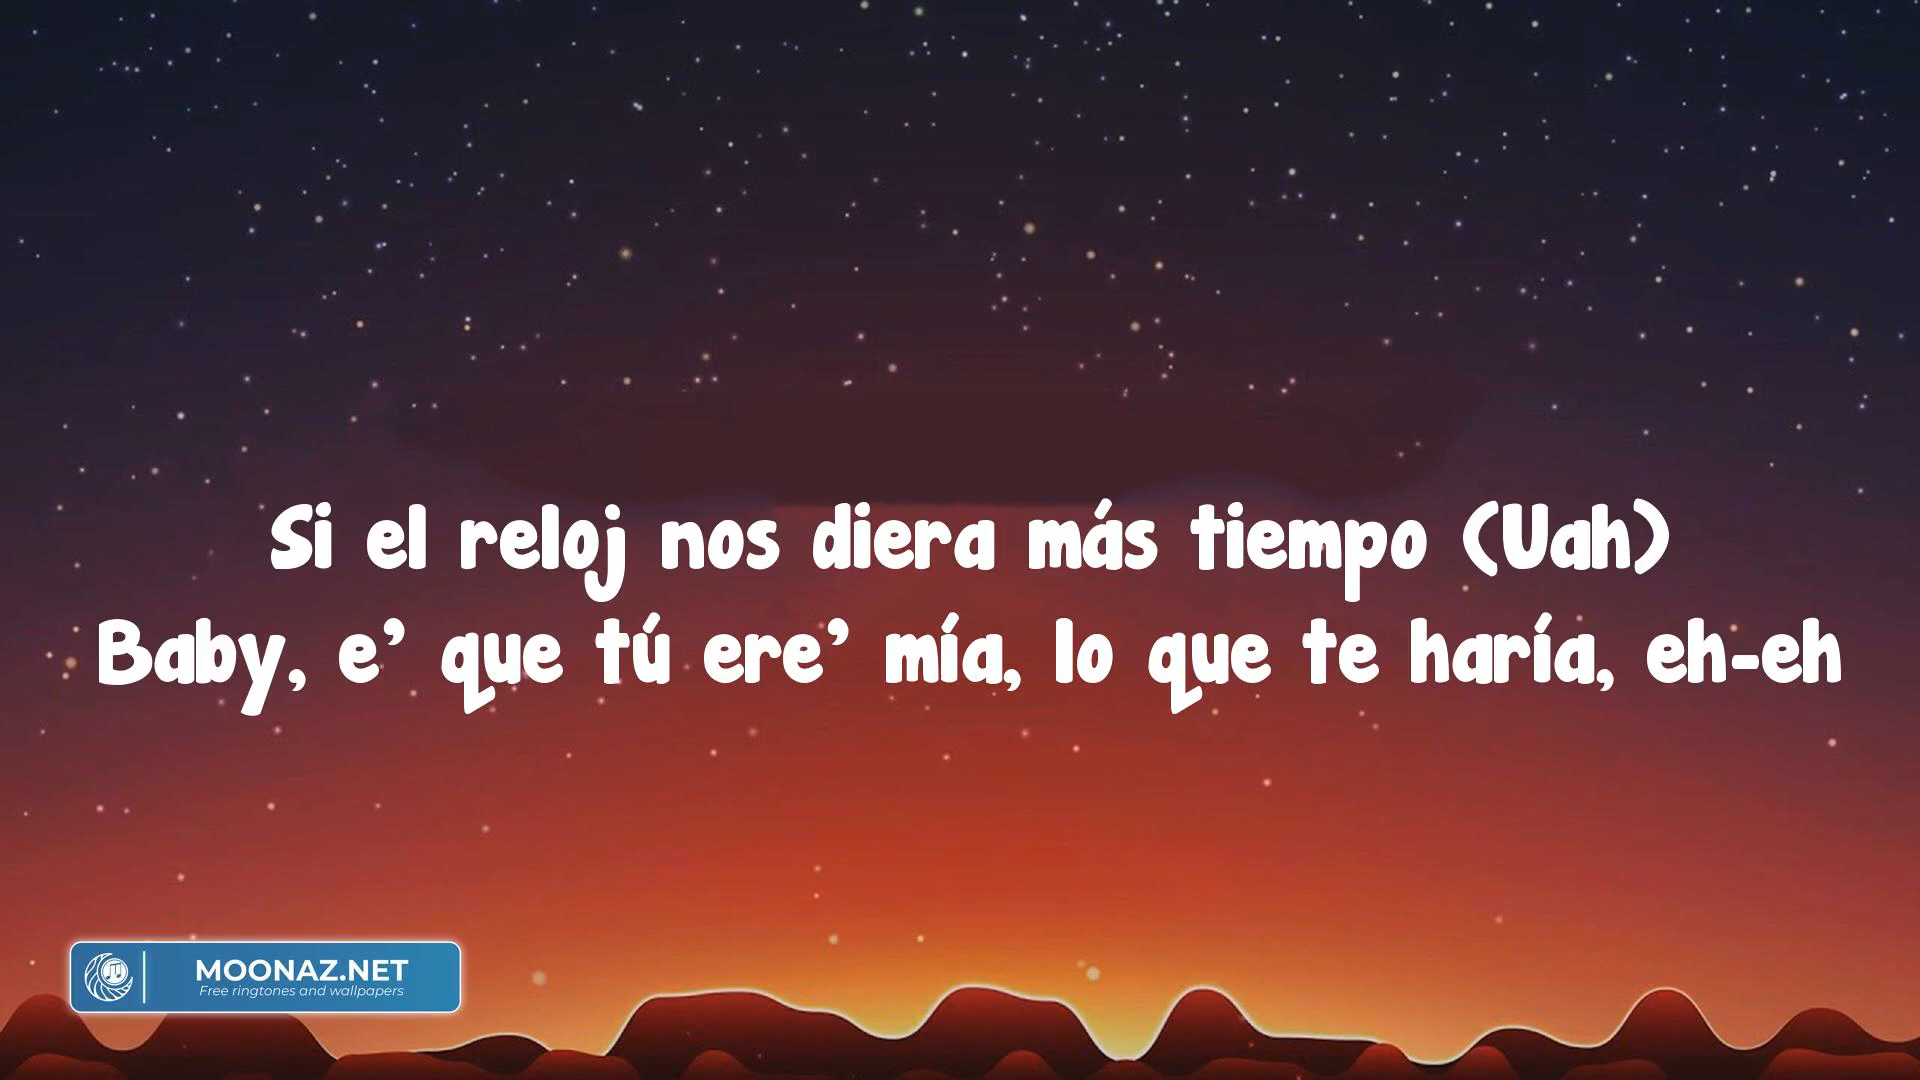 Si el reloj nos diera más tiempo (Uah)
Baby, e’ que tú ere’ mía, lo que te haría, eh-eh
MOONAZ.NET
Free ringtones and wallpapers